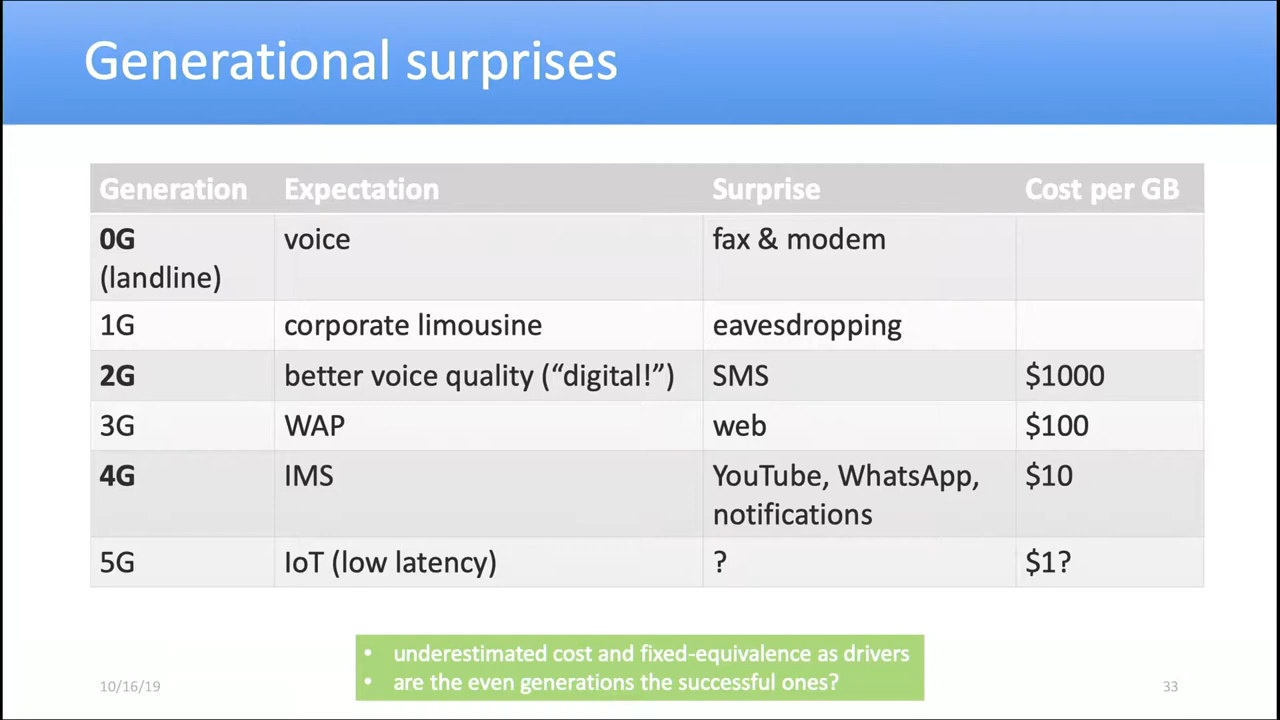 Generational surprises
Generation Expectation Surprise Cost per GB
0G voice fax & modem
(landline)
1G corporate limousine eavesdropping
2G better voice quality (“digital!”) SMS $1000
3G WAP web $100
4G IMS YouTube, WhatsApp, $10
notifications
5G IoT (low latency) ? $1?
• underestimated cost and fixed-equivalence as drivers
• are the even generations the successful ones?
10/16/19 33